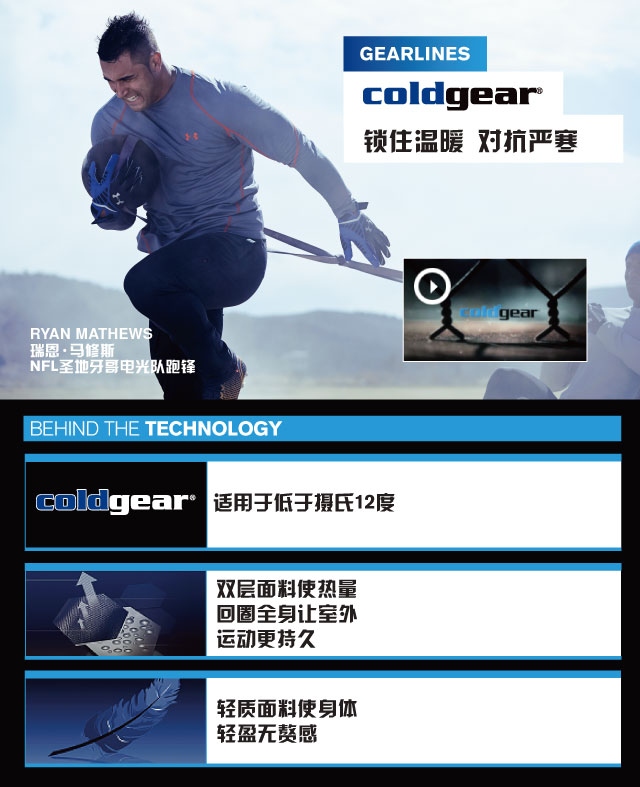 GEARLINES
coldgear®
锁住温暖 对抗严寒
coldgear
RYAN MATHEWS
瑞恩·马修斯
NFL圣地牙哥电光队跑锋
BEHIND THE TECHNOLOGY
coldgear®
适用于低于摄氏12度
双层面料使热量
回圈全身让室外
运动更持久
轻质面料使身体
轻盈无赘感